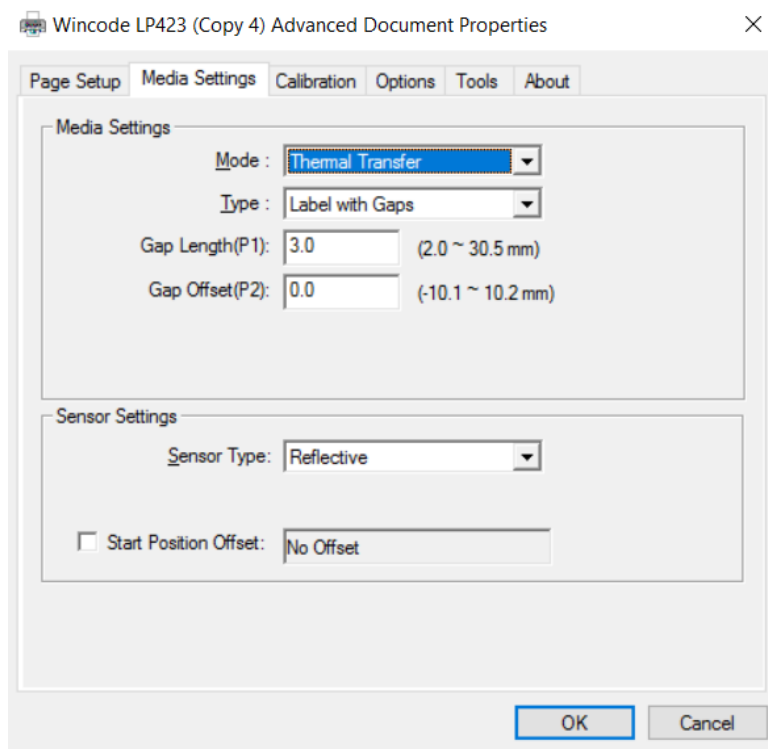 Wincode LP423 (Copy 4) Advanced Document Properties
Page Setup Media Settings Calibration Options Tools About
Media Settings
Mode : Thermal Transfer
Type : Label with Gaps
Gap Length(P1): 3.0 (2.0 ~ 30.5 mm)
Gap Offset(P2): 0.0 (-10.1 ~ 10.2 mm)
Sensor Settings
Sensor Type: Reflective
Start Position Offset: No Offset
OK Cancel